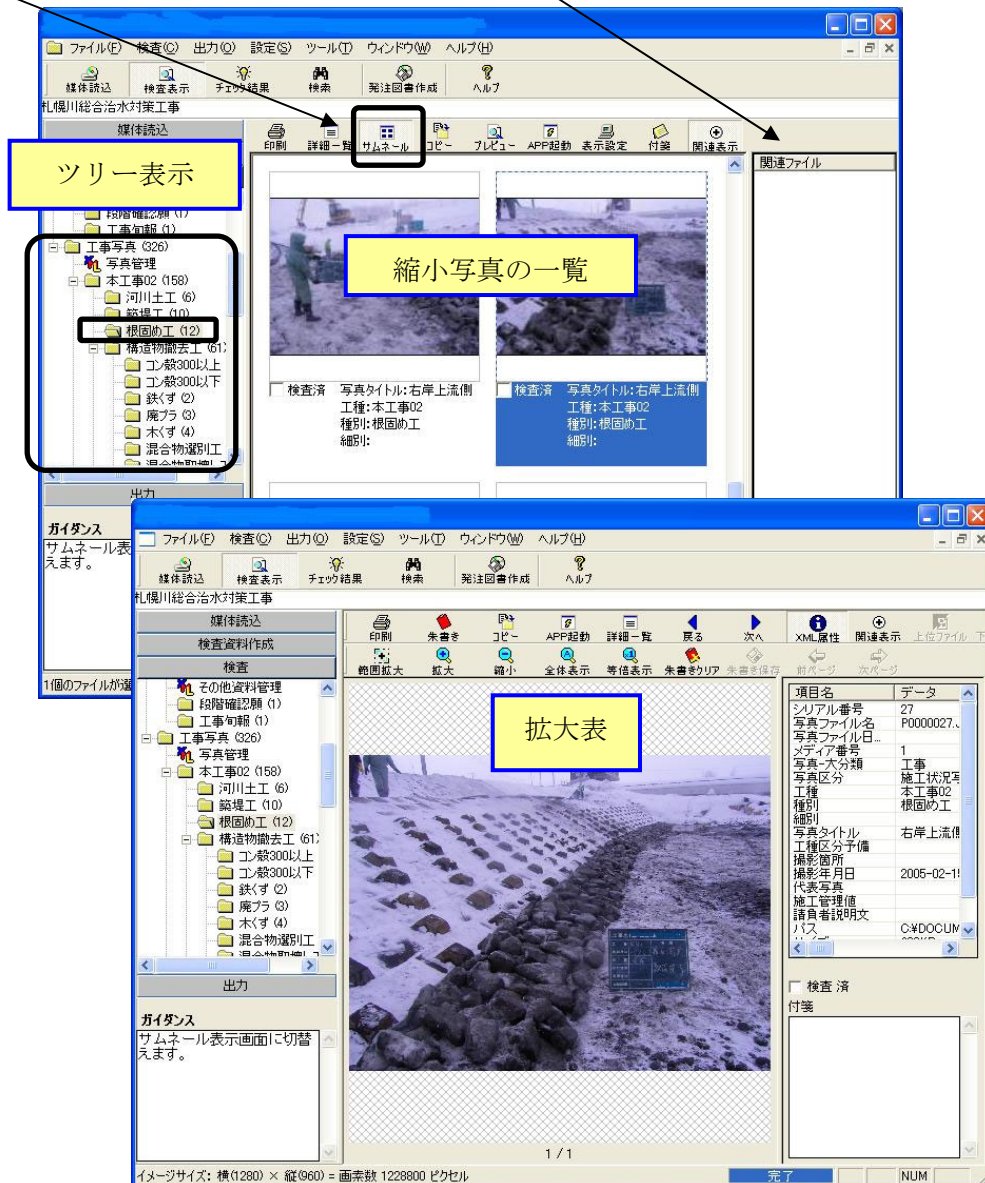 ファイル(F) 検査(C) 出力(O) 設定(S) ツール(T) ウィンドウ(W) ヘルプ(H)
媒体読込 検査表示 チェック結果 検索 発注図書作成 ヘルプ
札幌川総合治水対策工事
媒体読込
印刷 詳細一覧 サムネール コピー プレビュー APP起動 表示設定 付箋 関連表示
ツリー表示
関連ファイル
段階確認願 (1)
工事旬報 (1)
工事写真 (326)
写真管理
本工事02 (158)
河川土工 (6)
築堤工 (10)
根固め工 (12)
構造物撤去工 (61)
コン殻300以上
コン殻300以下
鉄くず (2)
廃プラ (3)
木くず (4)
混合物選別工
縮小写真の一覧
検査済 写真タイトル:右岸上流側
工種:本工事02
種別:根固め工
細別:
検査済 写真タイトル:右岸上流側
工種:本工事02
種別:根固め工
細別:
出力
ガイダンス
サムネール表
えます。
1個のファイルが選
ファイル(F) 検査(C) 出力(O) 設定(S) ツール(T) ウィンドウ(W) ヘルプ(H)
媒体読込 検査表示 チェック結果 検索 発注図書作成 ヘルプ
札幌川総合治水対策工事
媒体読込
検査資料作成
検査
印刷 朱書き コピー APP起動 詳細一覧 戻る 次へ XML属性 関連表示 上位ファイル 下
範囲拡大 拡大 縮小 全体表示 等倍表示 朱書きクリア 朱書き保存 前ページ 次ページ
その他資料管理
段階確認願 (1)
工事旬報 (1)
工事写真 (326)
写真管理
本工事02 (158)
河川土工 (6)
築堤工 (10)
根固め工 (12)
構造物撤去工 (61)
コン殻300以上
コン殻300以下
鉄くず (2)
廃プラ (3)
木くず (4)
混合物選別工
出力
ガイダンス
サムネール表示画面に切替
えます。
拡大表
項目名 データ
シリアル番号 27
写真ファイル名 P0000027.
写真ファイル日...
メディア番号 1
写真-大分類 工事
写真区分 施工状況写
工種 本工事02
種別 根固め工
細別
写真タイトル 右岸上流側
工種区分予備
撮影箇所
撮影年月日 2005-02-1
代表写真
施工管理値
請負者説明文
パス C:¥DOCUM
検査 済
付箋
1 / 1
イメージサイズ: 横(1280) × 縦(960) = 画素数 1228800 ピクセル 完了 NUM